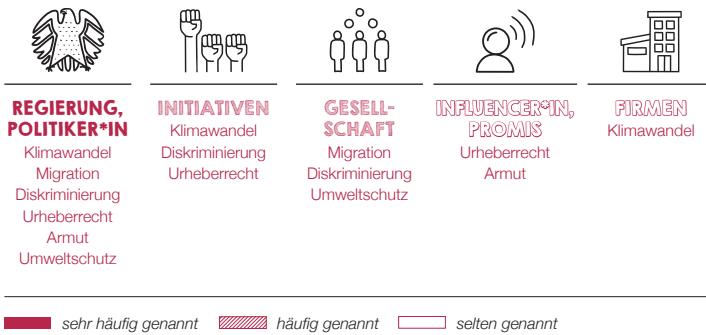 REGIERUNG,
POLITIKER*IN
Klimawandel
Migration
Diskriminierung
Urheberrecht
Armut
Umweltschutz
INITIATIVEN
Klimawandel
Diskriminierung
Urheberrecht
GESELL-
SCHAFT
Migration
Diskriminierung
Umweltschutz
INFLUENCER*IN,
PROMIS
Urheberrecht
Armut
FIRMEN
Klimawandel
sehr häufig genannt
häufig genannt
selten genannt